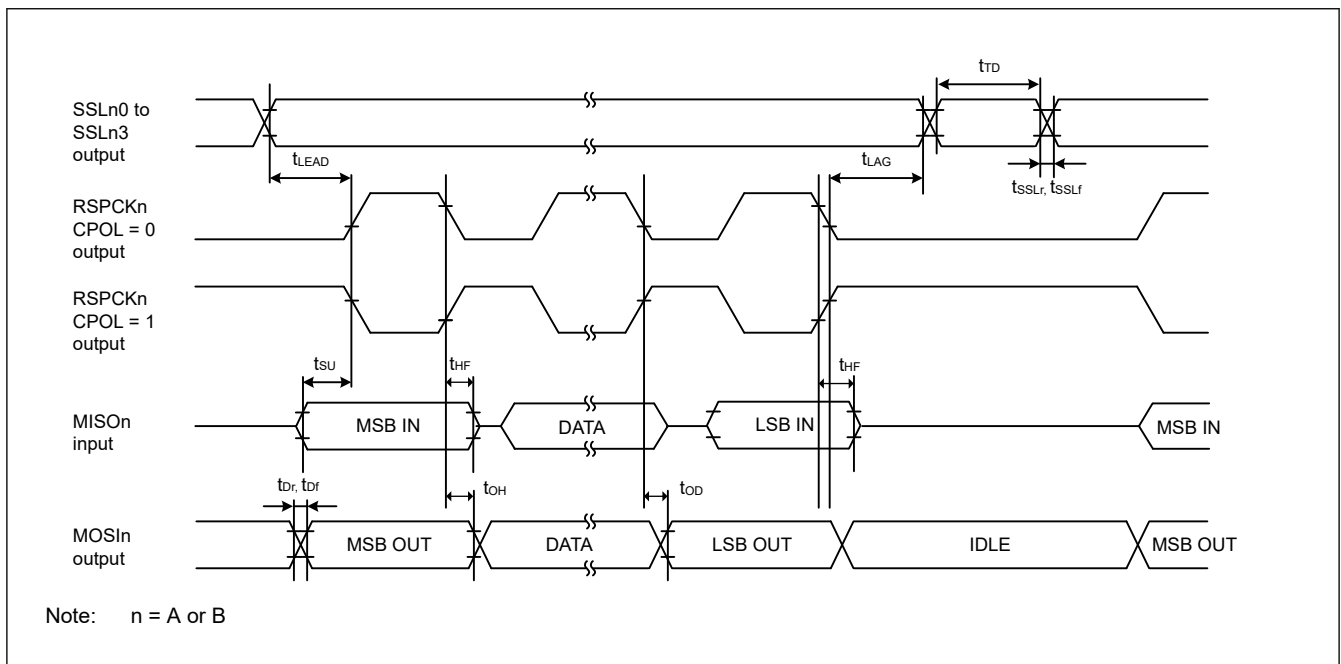 tTD
SSLn0 to
SSLn3
output
tLEAD
tLAG
tSSLr, tSSLf
RSPCKn
CPOL = 0
output
RSPCKn
CPOL = 1
output
tSU
tHF
tHF
MISOn
input
MSB IN
DATA
LSB IN
MSB IN
tDr, tDf
tOH
tOD
MOSIn
output
MSB OUT
DATA
LSB OUT
IDLE
MSB OUT
Note: n = A or B